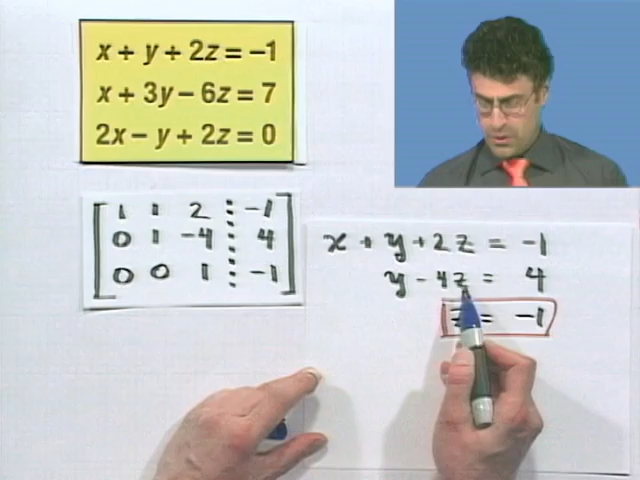 x + y + 2z = −1
x + 3y − 6z = 7
2x − y + 2z = 0
1 1 2 ⋮ −1
0 1 −4 ⋮ 4
0 0 1 ⋮ −1
x + y + 2z = −1
y − 4z = 4
z = −1